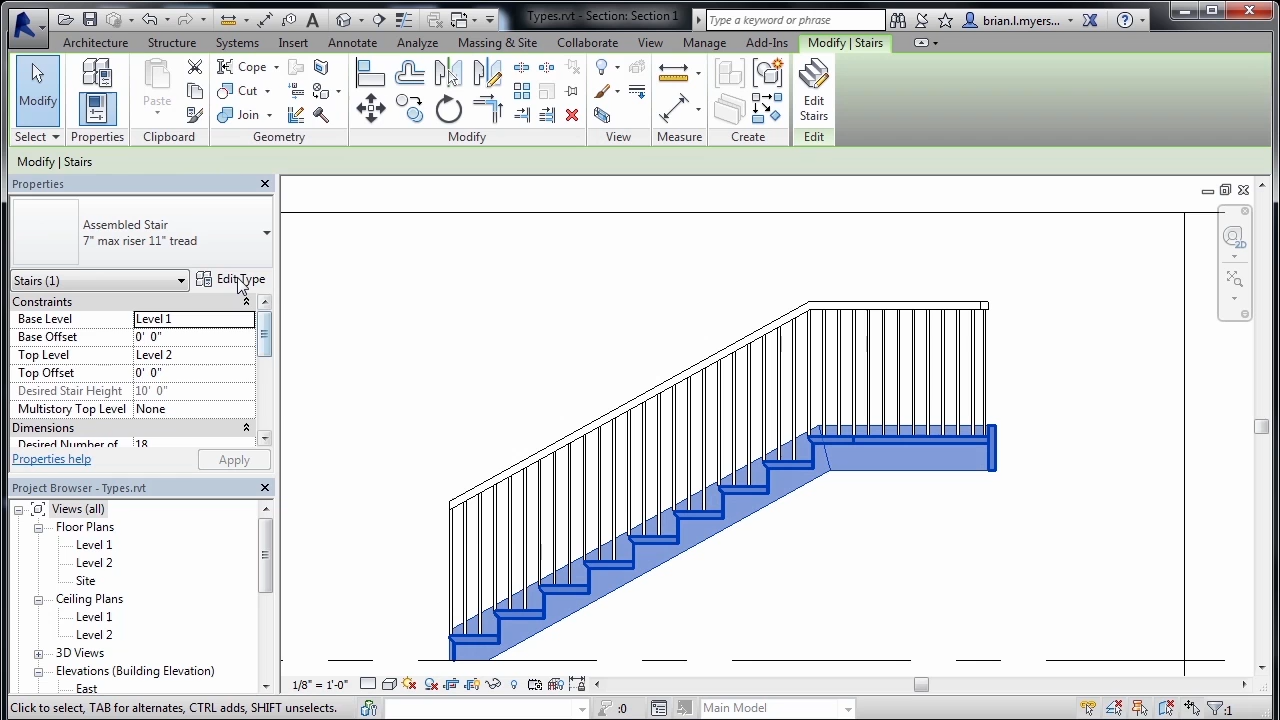 Types.rvt - Section: Section 1
Type a keyword or phrase
brian.l.myers...
Architecture Structure Systems Insert Annotate Analyze Massing & Site Collaborate View Manage Add-Ins Modify | Stairs
Modify
Paste
Cope
Cut
Join
Edit
Stairs
Select Properties Clipboard Geometry Modify View Measure Create Edit
Modify | Stairs
Properties
Assembled Stair
7" max riser 11" tread
Stairs (1)
Edit Type
Constraints
Base Level Level 1
Base Offset 0' 0"
Top Level Level 2
Top Offset 0' 0"
Desired Stair Height 10' 0"
Multistory Top Level None
Dimensions
Desired Number of 18
Properties help
Apply
Project Browser - Types.rvt
Views (all)
Floor Plans
Level 1
Level 2
Site
Ceiling Plans
Level 1
Level 2
3D Views
Elevations (Building Elevation)
East
2D
1/8" = 1'-0"
Click to select, TAB for alternates, CTRL adds, SHIFT unselects.
:0
Main Model
:1